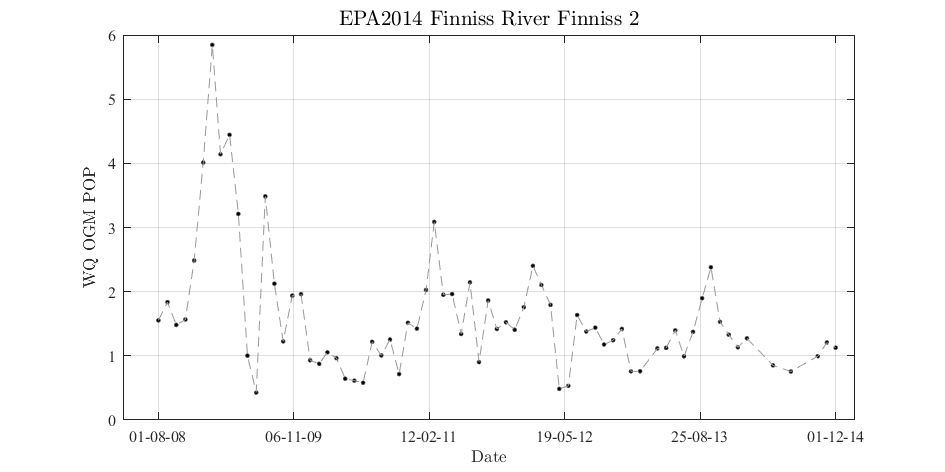 EPA2014 Finniss River Finniss 2
6
5
4
3
2
1
0
WQ OGM POP
01-08-08 06-11-09 12-02-11 19-05-12 25-08-13 01-12-14
Date